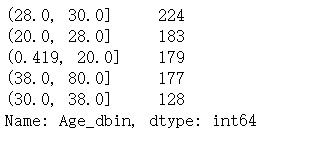 (28.0, 30.0]     224
(20.0, 28.0]     183
(0.419, 20.0]    179
(38.0, 80.0]     177
(30.0, 38.0]     128
Name: Age_dbin, dtype: int64